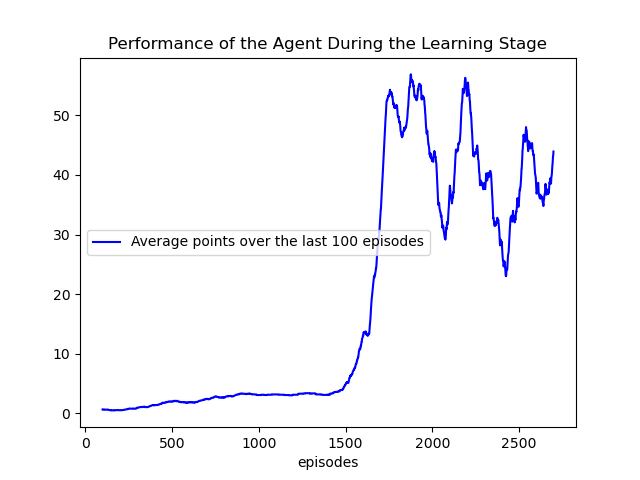 Performance of the Agent During the Learning Stage
50
40
30
20
10
0
Average points over the last 100 episodes
0 500 1000 1500 2000 2500
episodes